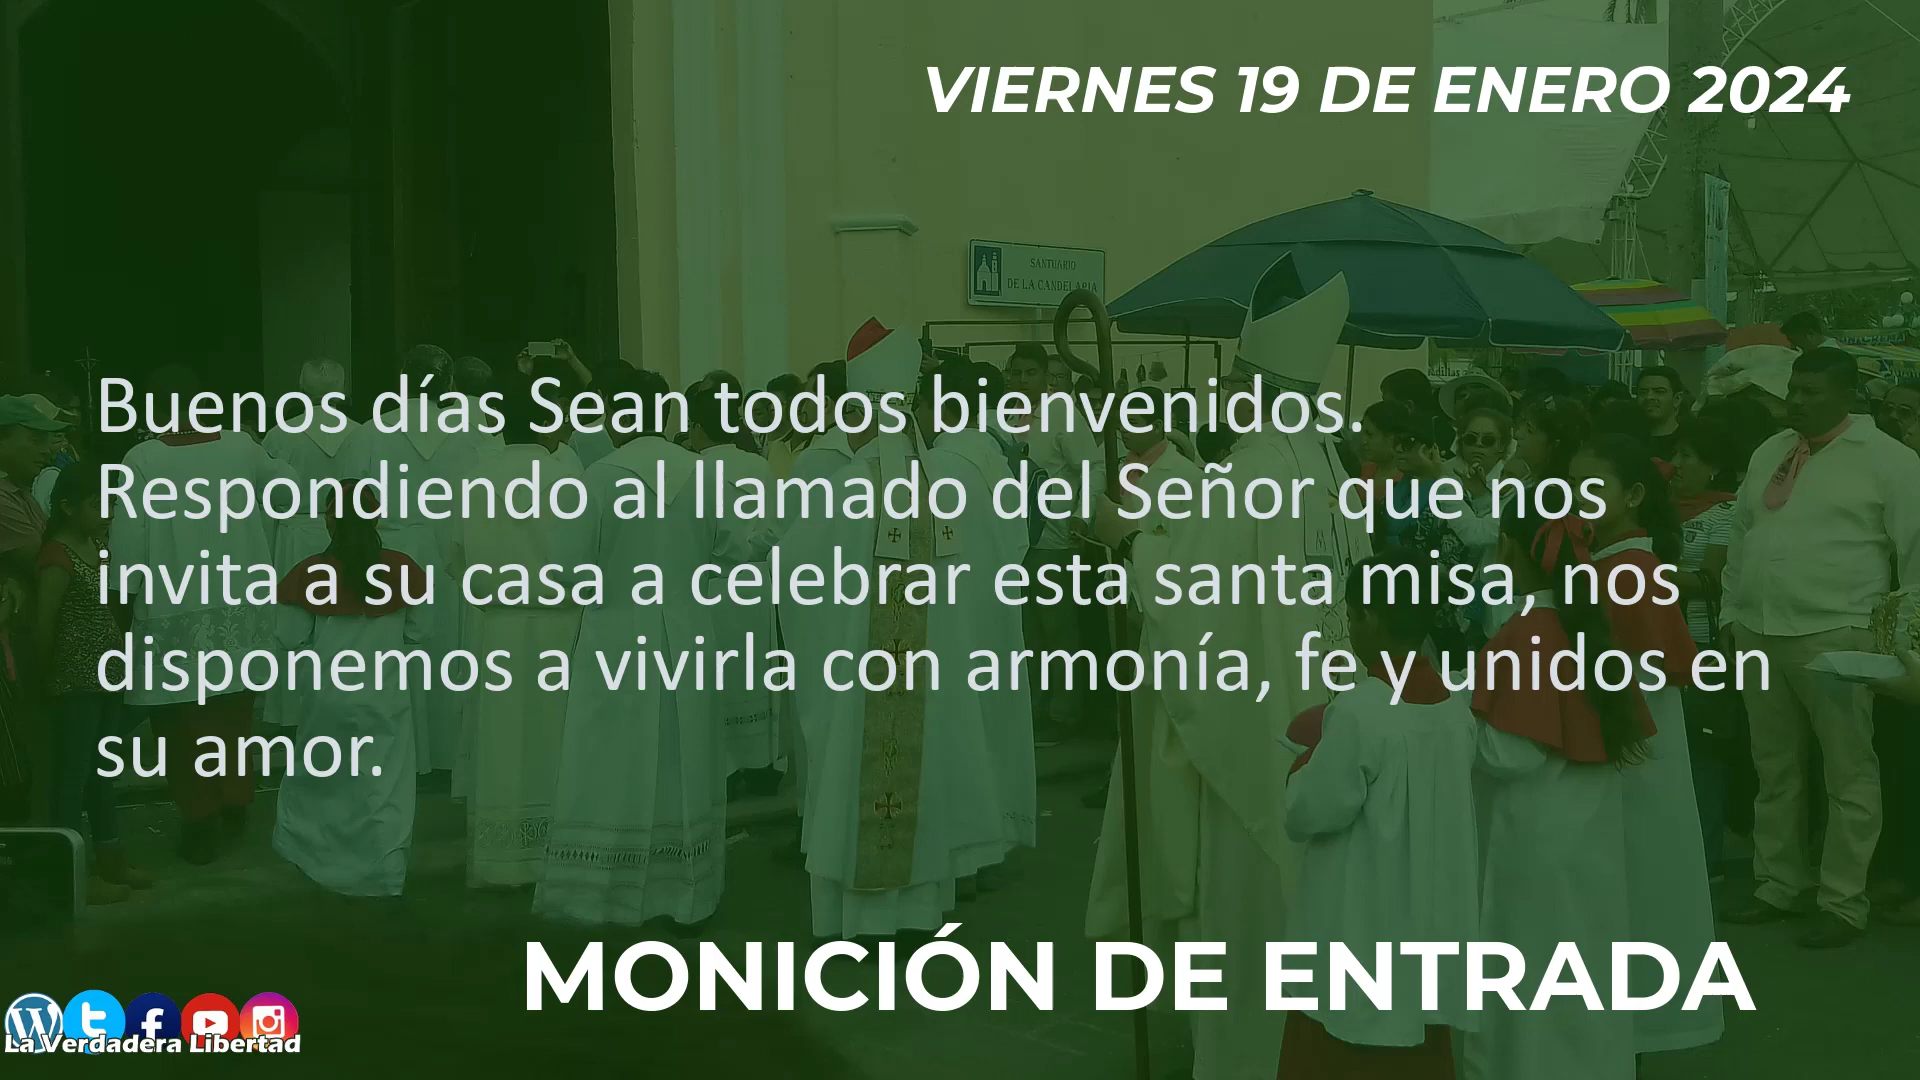 VIERNES 19 DE ENERO 2024
SANTUARIO
DE LA CANDELARIA
Buenos días Sean todos bienvenidos.
Respondiendo al llamado del Señor que nos
invita a su casa a celebrar esta santa misa, nos
disponemos a vivirla con armonía, fe y unidos en
su amor.
MONICIÓN DE ENTRADA
La Verdadera Libertad